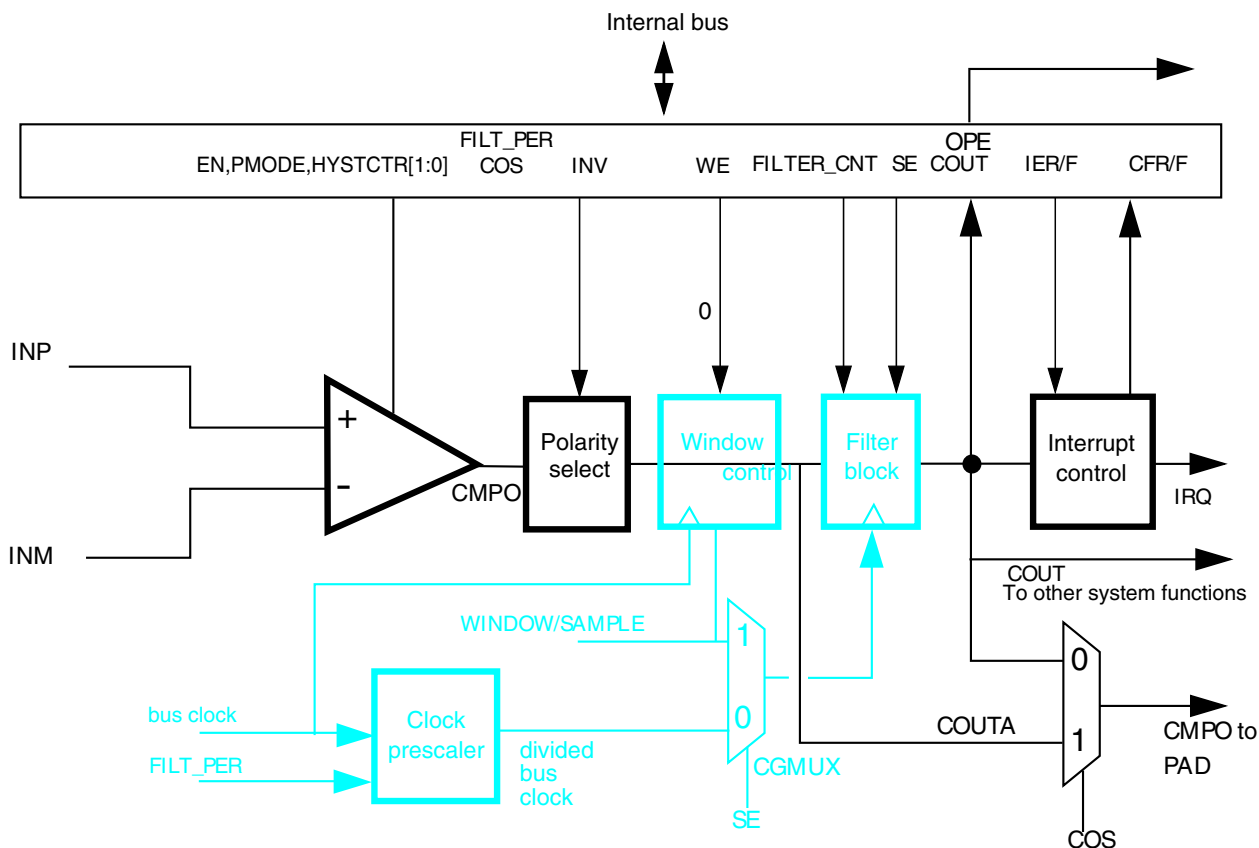 Internal bus
FILT_PER
OPE
EN,PMODE,HYSTCTR[1:0]
COS
INV
WE
FILTER_CNT
SE
COUT
IER/F
CFR/F
0
INP
+
-
INM
CMPO
Polarity
select
Window
control
Filter
block
Interrupt
control
IRQ
COUT
To other system functions
WINDOW/SAMPLE
1
0
bus clock
FILT_PER
Clock
prescaler
divided
bus
clock
CGMUX
SE
COUTA
0
1
CMPO to
PAD
COS